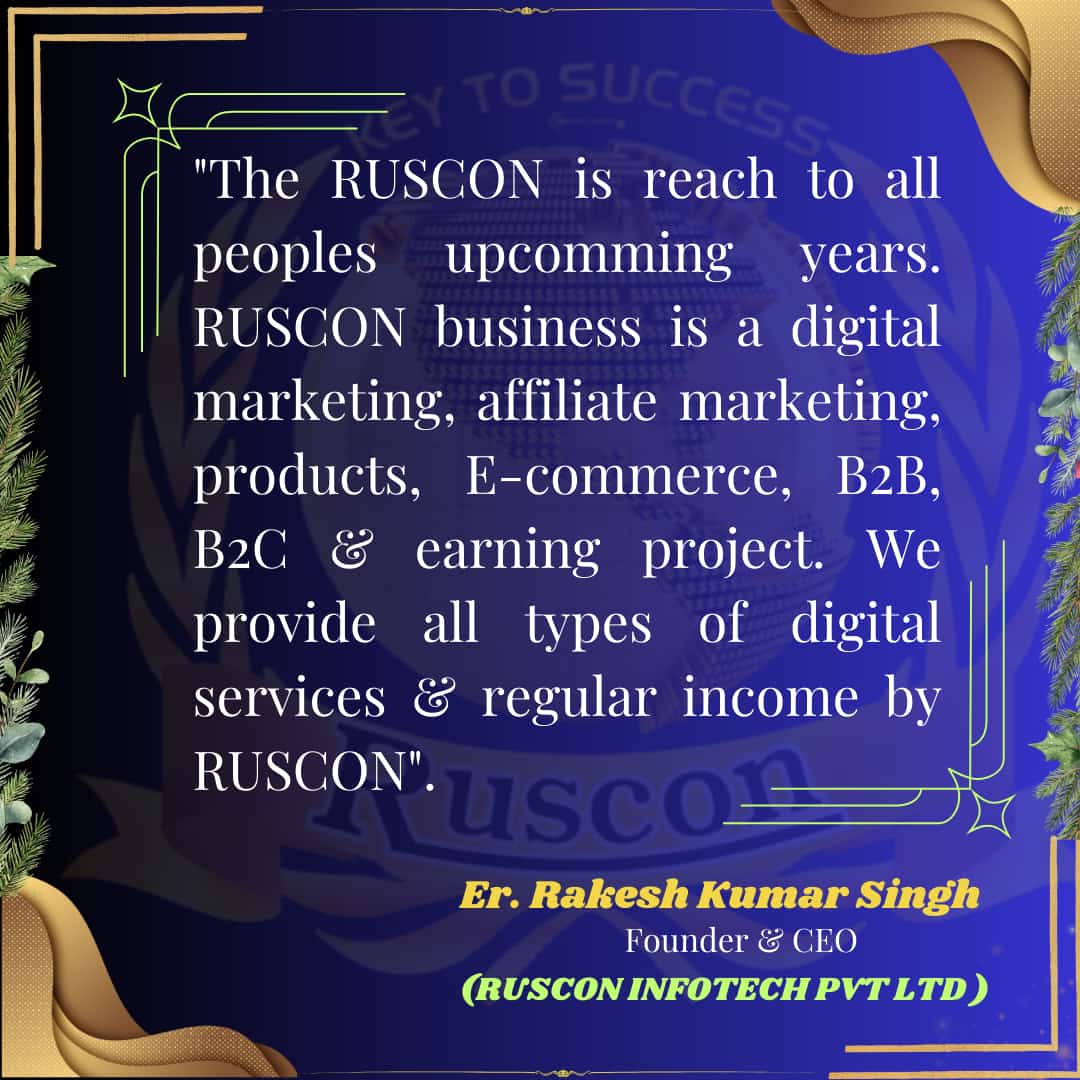 KEY TO SUCCESS
"The RUSCON is reach to all
peoples upcomming years.
RUSCON business is a digital
marketing, affiliate marketing,
products, E-commerce, B2B,
B2C & earning project. We
provide all types of digital
services & regular income by
RUSCON".
Ruscon
Er. Rakesh Kumar Singh
Founder & CEO
(RUSCON INFOTECH PVT LTD )